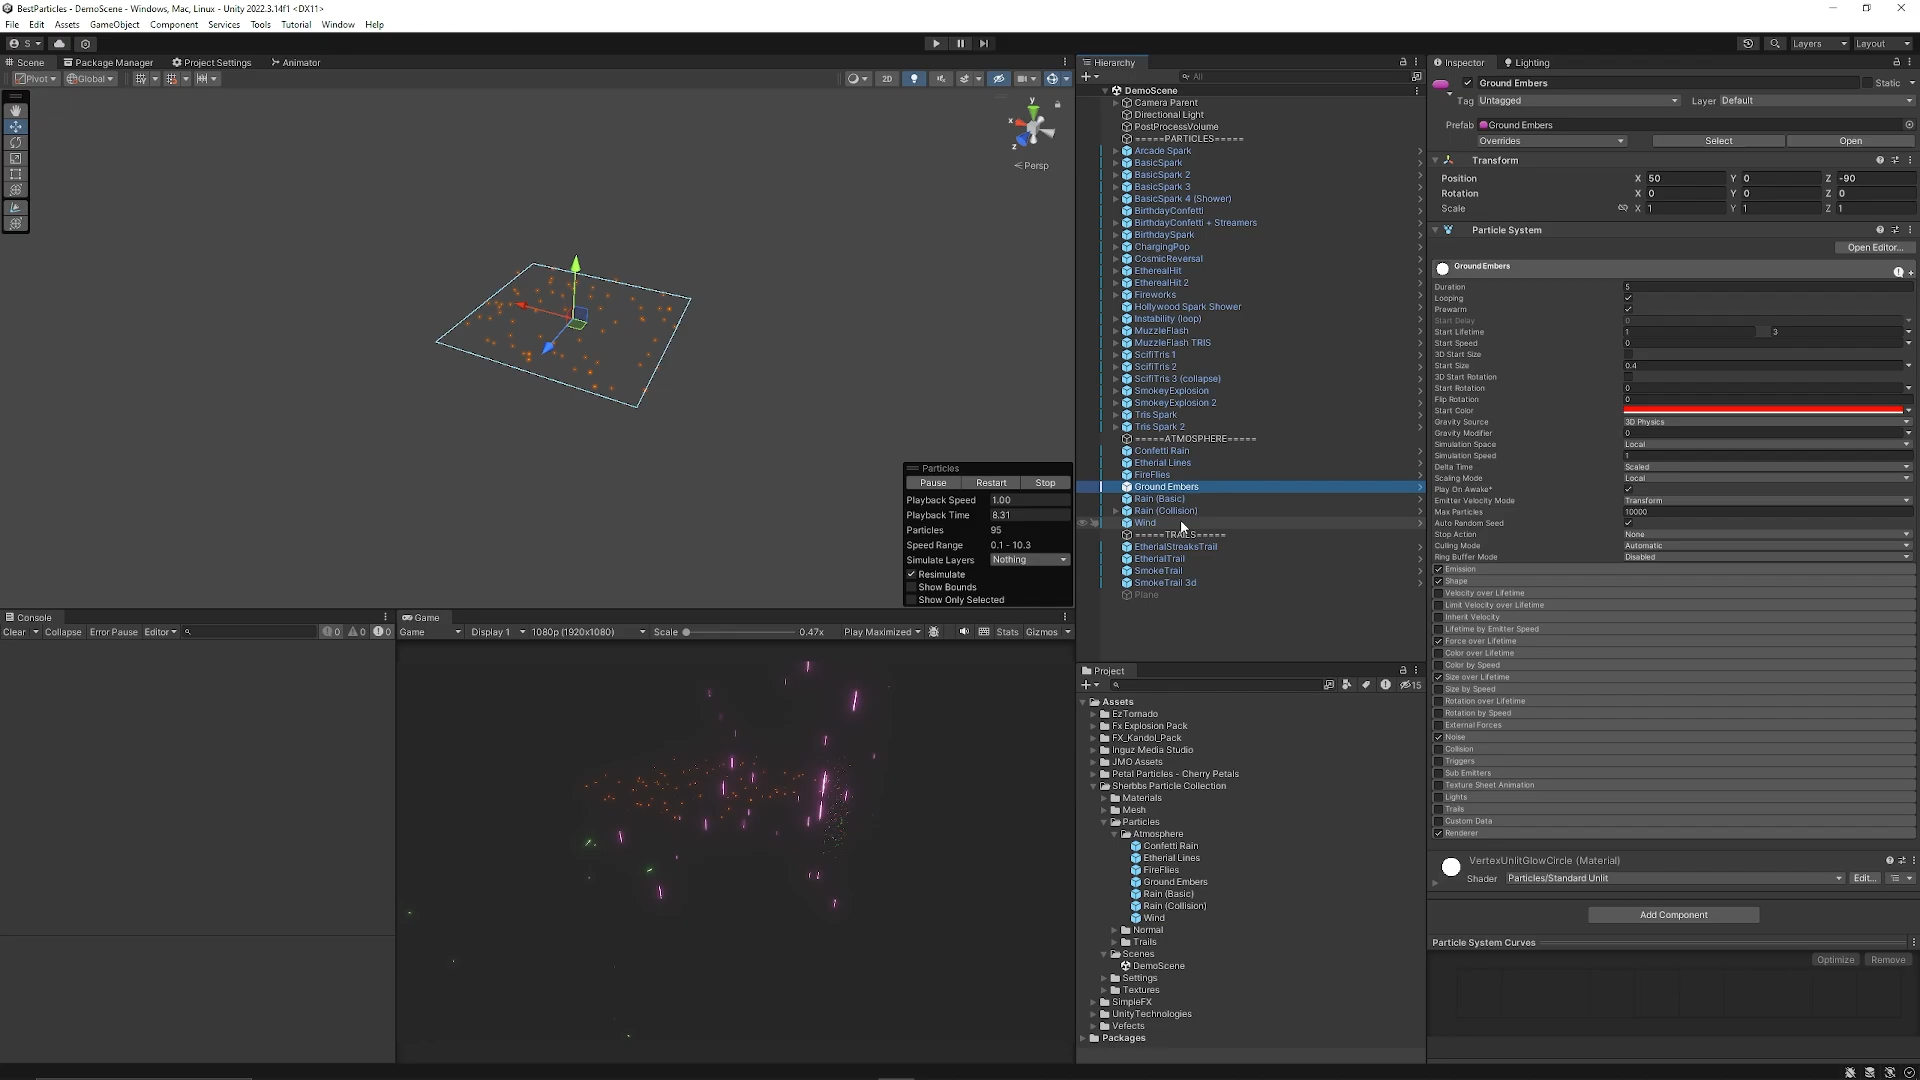 BestParticles - DemoScene - Windows, Mac, Linux - Unity 2022.3.14f1 <DX11>
File Edit Assets GameObject Component Services Tools Tutorial Window Help
S Layers Layout
Scene Package Manager Project Settings Animator
Pivot Global 2D
y
x
z
Persp
Particles
Pause Restart Stop
Playback Speed 1.00
Playback Time 8.31
Particles 95
Speed Range 0.1 - 10.3
Simulate Layers Nothing
Resimulate
Show Bounds
Show Only Selected
Console
Clear Collapse Error Pause Editor 0 0 0
Game
Game Display 1 1080p (1920x1080) Scale 0.47x Play Maximized Stats Gizmos
Hierarchy
All
DemoScene
Camera Parent
Directional Light
PostProcessVolume
=====PARTICLES=====
Arcade Spark
BasicSpark
BasicSpark 2
BasicSpark 3
BasicSpark 4 (Shower)
BirthdayConfetti
BirthdayConfetti + Streamers
BirthdaySpark
ChargingPop
CosmicReversal
EtherealHit
EtherealHit 2
Fireworks
Hollywood Spark Shower
Instability (loop)
MuzzleFlash
MuzzleFlash TRIS
ScifiTris 1
ScifiTris 2
ScifiTris 3 (collapse)
SmokeyExplosion
SmokeyExplosion 2
Tris Spark
Tris Spark 2
=====ATMOSPHERE=====
Confetti Rain
Etherial Lines
FireFlies
Ground Embers
Rain (Basic)
Rain (Collision)
Wind
=====TRAILS=====
EtherialStreaksTrail
EtherialTrail
SmokeTrail
SmokeTrail 3d
Plane
Project
15
Assets
EzTornado
Fx Explosion Pack
FX_Kandol_Pack
Inguz Media Studio
JMO Assets
Petal Particles - Cherry Petals
Sherbbs Particle Collection
Materials
Mesh
Particles
Atmosphere
Confetti Rain
Etherial Lines
FireFlies
Ground Embers
Rain (Basic)
Rain (Collision)
Wind
Normal
Trails
Scenes
DemoScene
Settings
Textures
SimpleFX
UnityTechnologies
Vefects
Packages
Inspector Lighting
Ground Embers Static
Tag Untagged Layer Default
Prefab Ground Embers
Overrides Select Open
Transform
Position X 50 Y 0 Z -90
Rotation X 0 Y 0 Z 0
Scale X 1 Y 1 Z 1
Particle System
Open Editor...
Ground Embers
Duration 5
Looping
Prewarm
Start Delay 0
Start Lifetime 1 3
Start Speed 0
3D Start Size
Start Size 0.4
3D Start Rotation
Start Rotation 0
Flip Rotation 0
Start Color
Gravity Source 3D Physics
Gravity Modifier 0
Simulation Space Local
Simulation Speed 1
Delta Time Scaled
Scaling Mode Local
Play On Awake*
Emitter Velocity Mode Transform
Max Particles 10000
Auto Random Seed
Stop Action None
Culling Mode Automatic
Ring Buffer Mode Disabled
Emission
Shape
Velocity over Lifetime
Limit Velocity over Lifetime
Inherit Velocity
Lifetime by Emitter Speed
Force over Lifetime
Color over Lifetime
Color by Speed
Size over Lifetime
Size by Speed
Rotation over Lifetime
Rotation by Speed
External Forces
Noise
Collision
Triggers
Sub Emitters
Texture Sheet Animation
Lights
Trails
Custom Data
Renderer
VertexUnlitGlowCircle (Material)
Shader Particles/Standard Unlit Edit...
Add Component
Particle System Curves
Optimize Remove